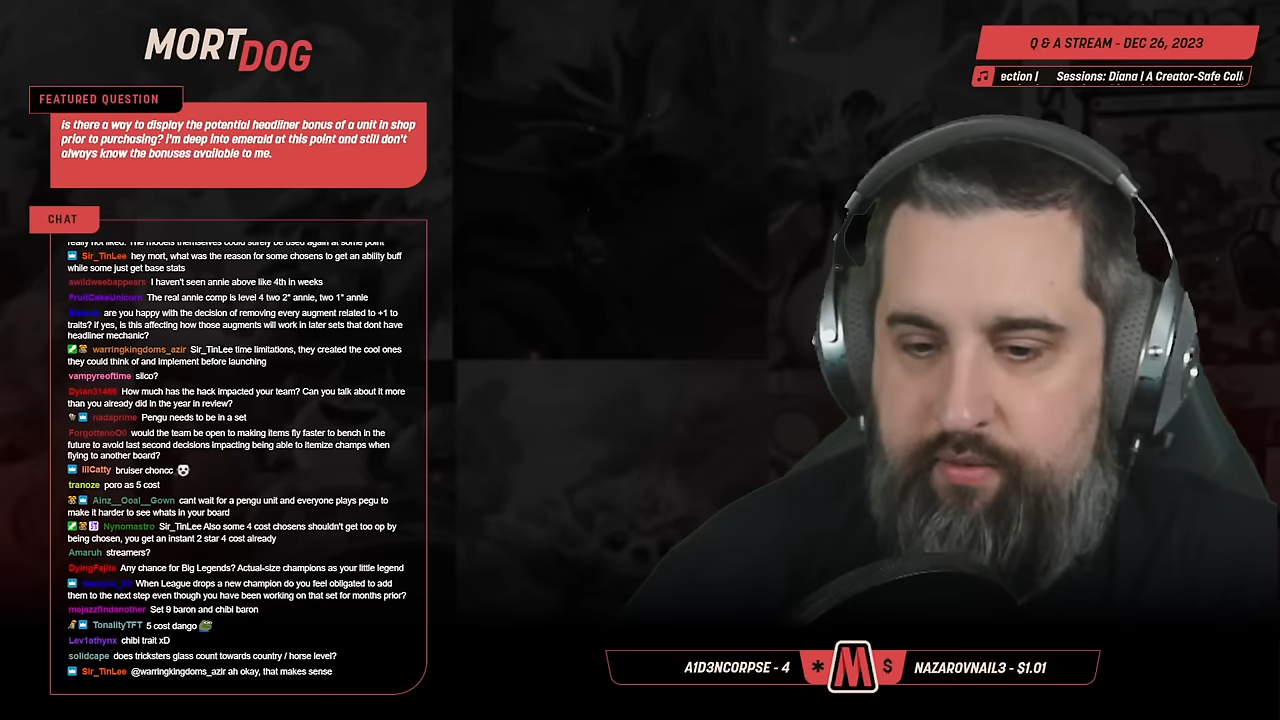 MORTDOG
Q & A STREAM - DEC 26, 2023
ection | Sessions: Diana | A Creator-Safe Coll
FEATURED QUESTION
is there a way to display the potential headliner bonus of a unit in shop
prior to purchasing? i'm deep into emerald at this point and still don't
always know the bonuses available to me.
CHAT
really not liked. The models themselves could surely be used again at some point
Sir_TinLee hey mort, what was the reason for some chosens to get an ability buff
while some just get base stats
awildweebappears I haven't seen annie above like 4th in weeks
FruitCakeUnicorn The real annie comp is level 4 two 2* annie, two 1* annie
are you happy with the decision of removing every augment related to +1 to
traits? if yes, is this affecting how those augments will work in later sets that dont have
headliner mechanic?
warringkingdoms_azir Sir_TinLee time limitations, they created the cool ones
they could think of and implement before launching
vampyreoftime silco?
Dylan31466 How much has the hack impacted your team? Can you talk about it more
than you already did in the year in review?
nadsprime Pengu needs to be in a set
ForgottenoO0 would the team be open to making items fly faster to bench in the
future to avoid last second decisions impacting being able to itemize champs when
flying to another board?
lilCatty bruiser choncc
tranoze poro as 5 cost
Ainz__Ooal__Gown cant wait for a pengu unit and everyone plays pegu to
make it harder to see whats in your board
Nynomastro Sir_TinLee Also some 4 cost chosens shouldn't get too op by
being chosen, you get an instant 2 star 4 cost already
Amaruh streamers?
DyingFajita Any chance for Big Legends? Actual-size champions as your little legend
When League drops a new champion do you feel obligated to add
them to the next step even though you have been working on that set for months prior?
mejazzfindanother Set 9 baron and chibi baron
TonalityTFT 5 cost dango
Lev1athynx chibi trait xD
solidcape does tricksters glass count towards country / horse level?
Sir_TinLee @warringkingdoms_azir ah okay, that makes sense
A1D3NCORPSE - 4 * M $ NAZAROVNAIL3 - $1.01